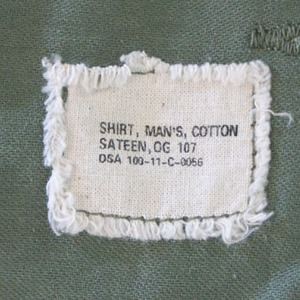 SHIRT, MAN'S, COTTON
SATEEN, OG 107
DSA 100-11-C-0056